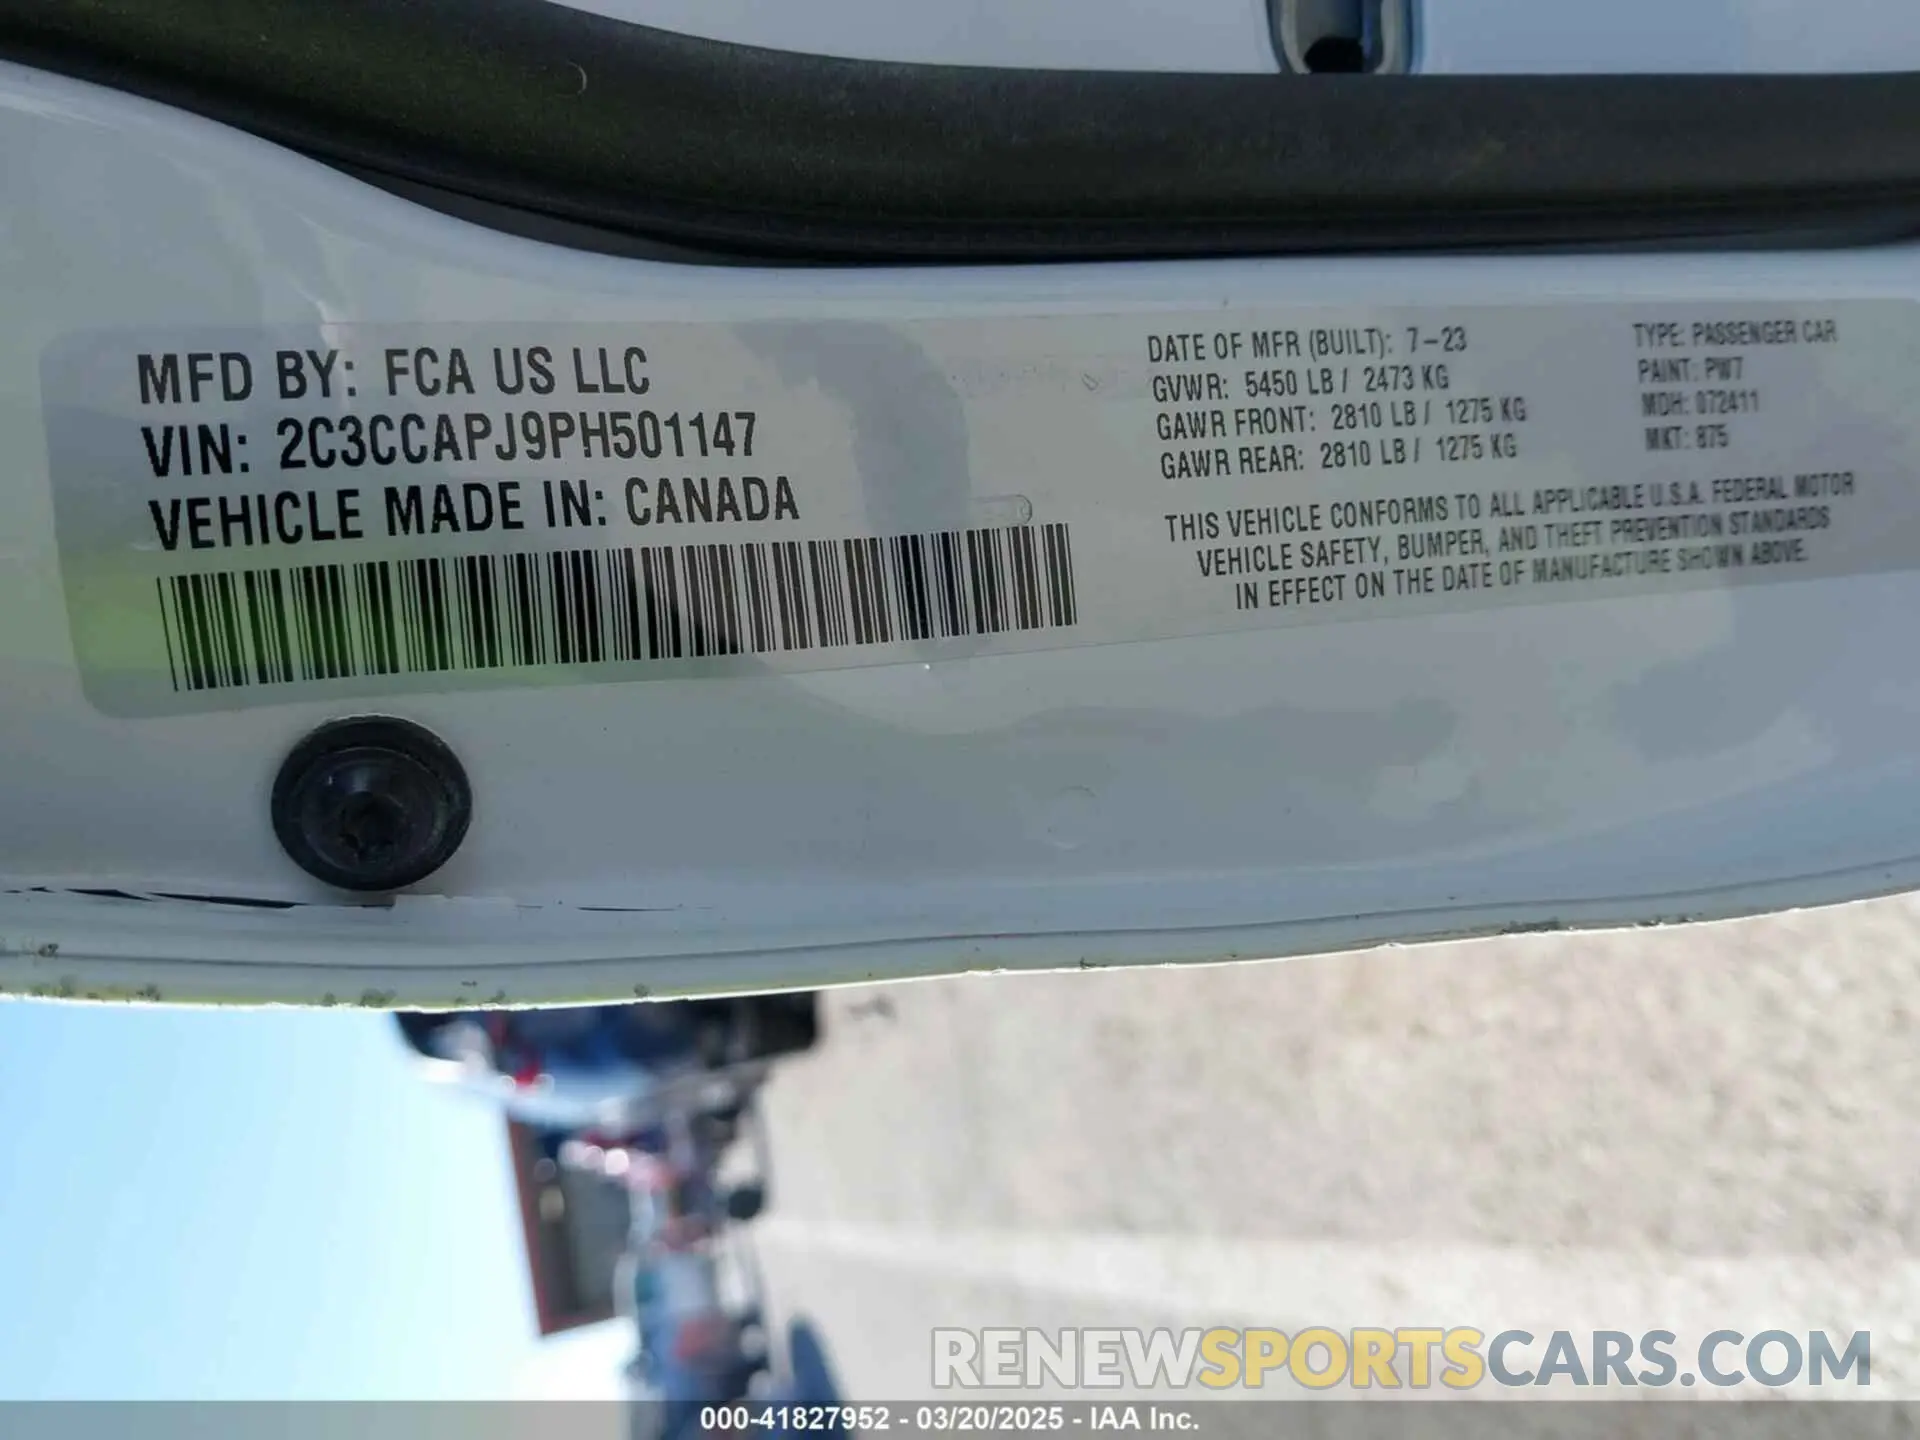 MFD BY: FCA US LLC
VIN: 2C3CCAPJ9PH501147
VEHICLE MADE IN: CANADA
DATE OF MFR (BUILT): 7-23
GVWR: 5450 LB / 2473 KG
GAWR FRONT: 2810 LB / 1275 KG
GAWR REAR: 2810 LB / 1275 KG
TYPE: PASSENGER CAR
PAINT: PW7
MDH: 072411
MKT: 875
THIS VEHICLE CONFORMS TO ALL APPLICABLE U.S.A. FEDERAL MOTOR
VEHICLE SAFETY, BUMPER, AND THEFT PREVENTION STANDARDS
IN EFFECT ON THE DATE OF MANUFACTURE SHOWN ABOVE.
RENEWSPORTSCARS.COM
000-41827952 - 03/20/2025 - IAA Inc.